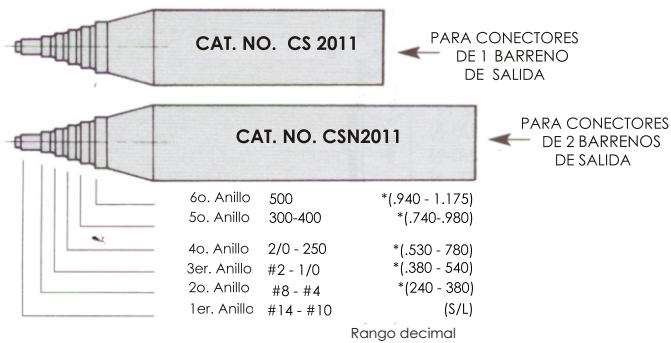 CAT. NO. CS 2011
PARA CONECTORES
DE 1 BARRENO
DE SALIDA
CAT. NO. CSN2011
PARA CONECTORES
DE 2 BARRENOS
DE SALIDA
6o. Anillo 500 *(.940 - 1.175)
5o. Anillo 300-400 *(.740-.980)
4o. Anillo 2/0 - 250 *(.530 - 780)
3er. Anillo #2 - 1/0 *(.380 - 540)
2o. Anillo #8 - #4 *(240 - 380)
1er. Anillo #14 - #10 (S/L)
Rango decimal